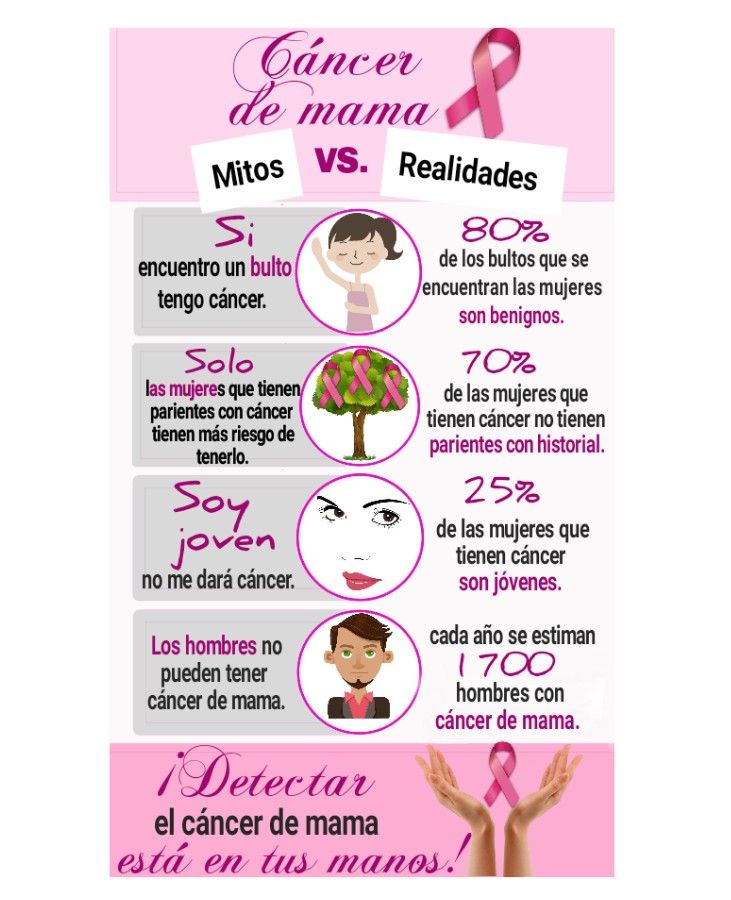 Cáncer
de mama
Mitos vs. Realidades
Si
encuentro un bulto
tengo cáncer.
80%
de los bultos que se
encuentran las mujeres
son benignos.
Solo
las mujeres que tienen
parientes con cáncer
tienen más riesgo de
tenerlo.
70%
de las mujeres que
tienen cáncer no tienen
parientes con historial.
Soy
joven
no me dará cáncer.
25%
de las mujeres que
tienen cáncer
son jóvenes.
Los hombres no
pueden tener
cáncer de mama.
cada año se estiman
1700
hombres con
cáncer de mama.
¡Detectar
el cáncer de mama
está en tus manos!